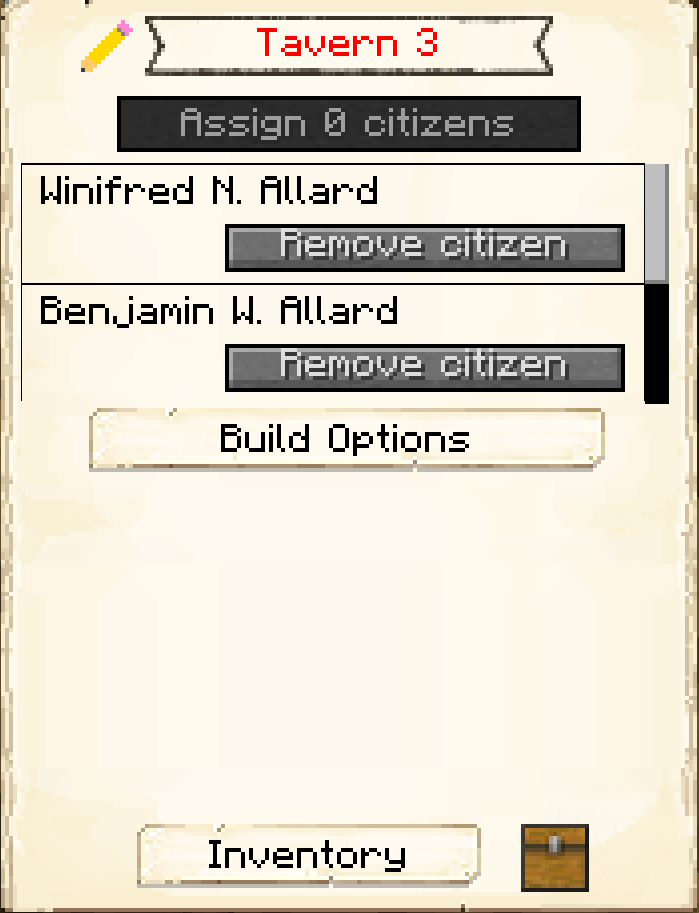 Tavern 3
Assign 0 citizens
Winifred N. Allard
Remove citizen
Benjamin W. Allard
Remove citizen
Build Options
Inventory